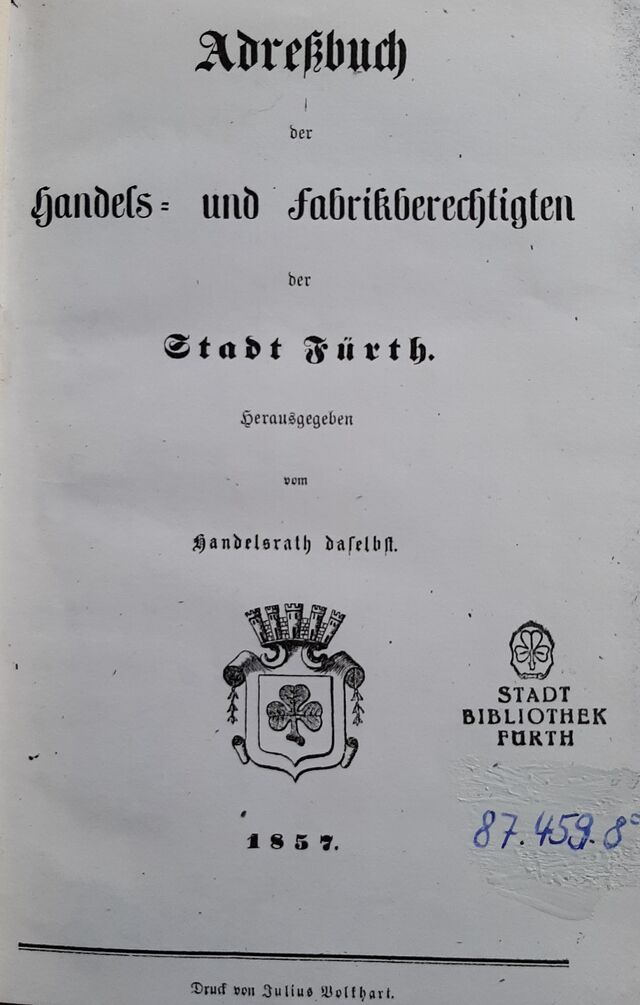 Adreßbuch
der
Handels- und Fabrikberechtigten
der
Stadt Fürth.
Herausgegeben
vom
Handelsrath daselbst.
STADT
BIBLIOTHEK
FÜRTH
87.459.8°
1857.
Druck von Julius Volkhart.